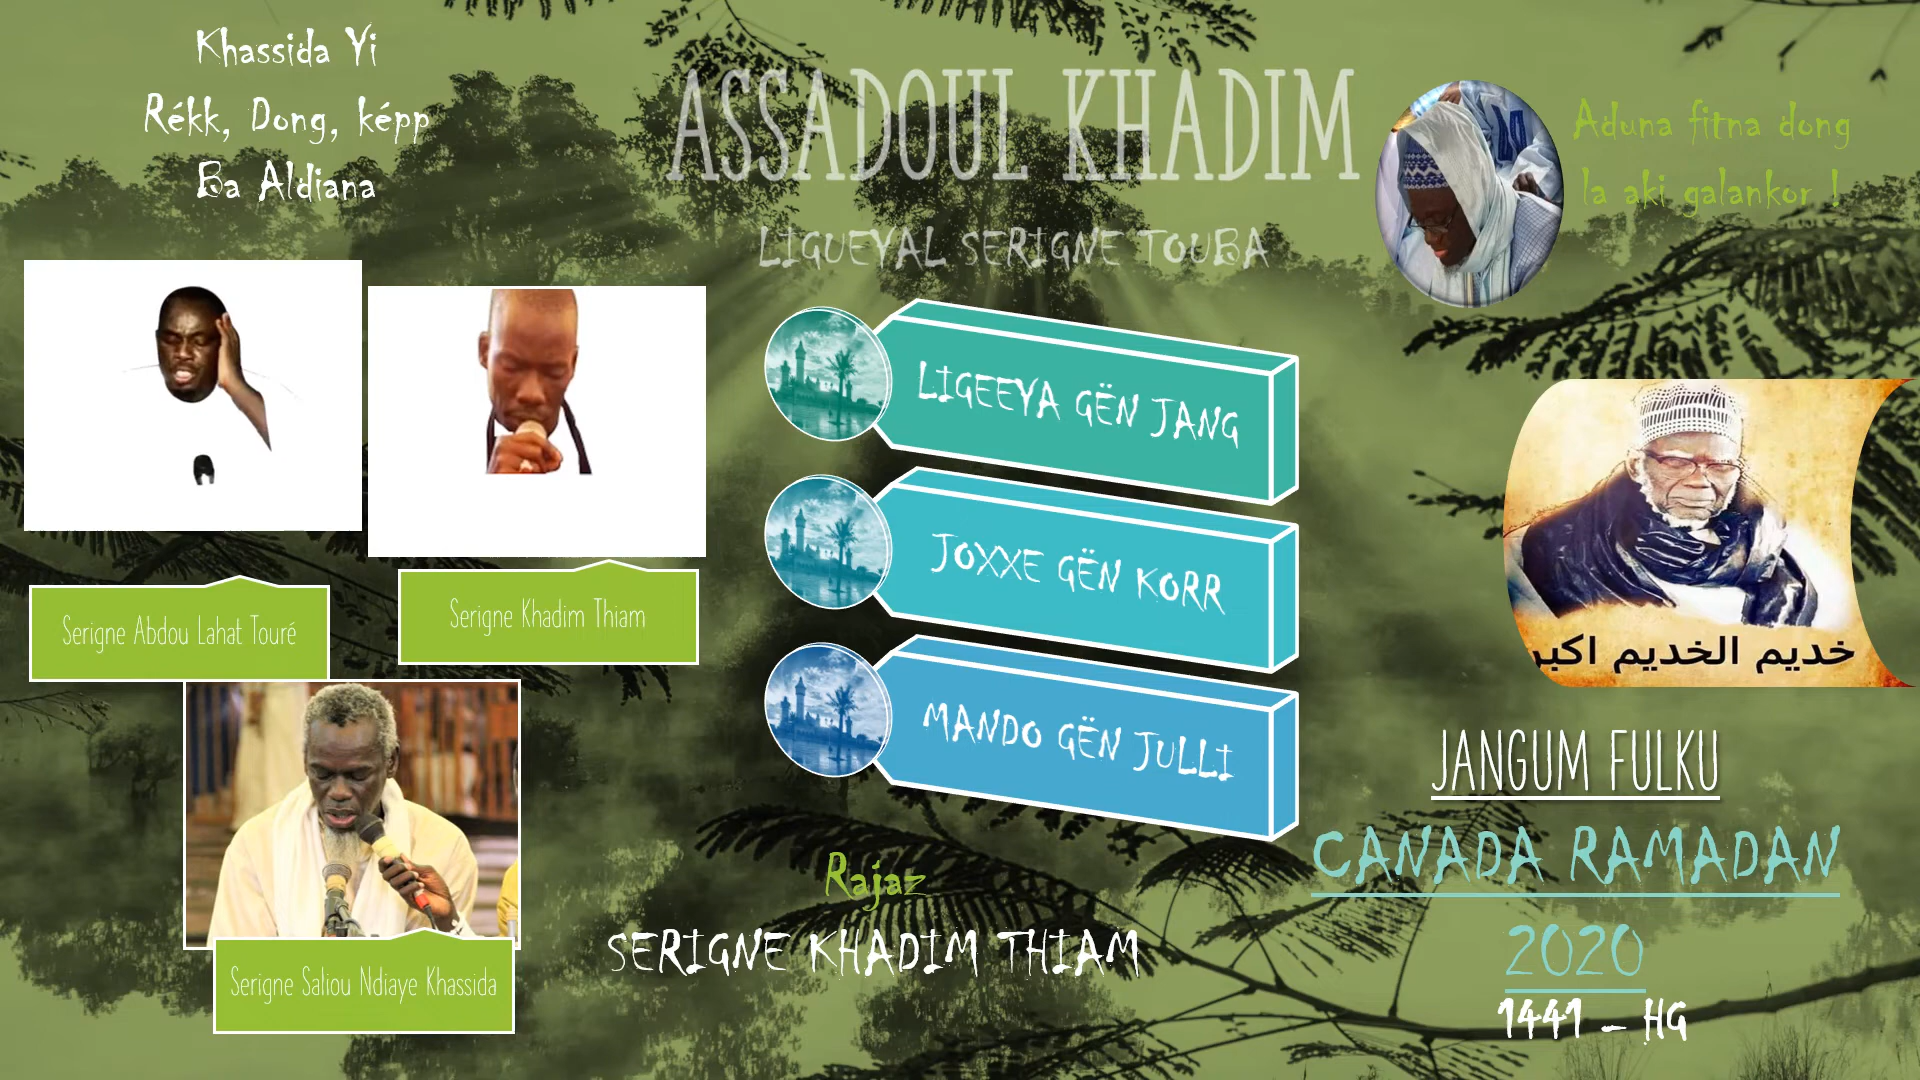 Khassida Yi
Rékk, Dong, képp
Ba Aldiana
ASSADOUL KHADIM
LIGUEYAL SERIGNE TOUBA
Aduna fitna dong
la aki galankor !
LIGEEYA GËN JANG
JOXXE GËN KORR
MANDO GËN JULLI
Serigne Abdou Lahat Touré
Serigne Khadim Thiam
Serigne Saliou Ndiaye Khassida
خديم الخديم اكبر
Rajaz
SERIGNE KHADIM THIAM
JANGUM FULKU
CANADA RAMADAN
2020
1441 – HG